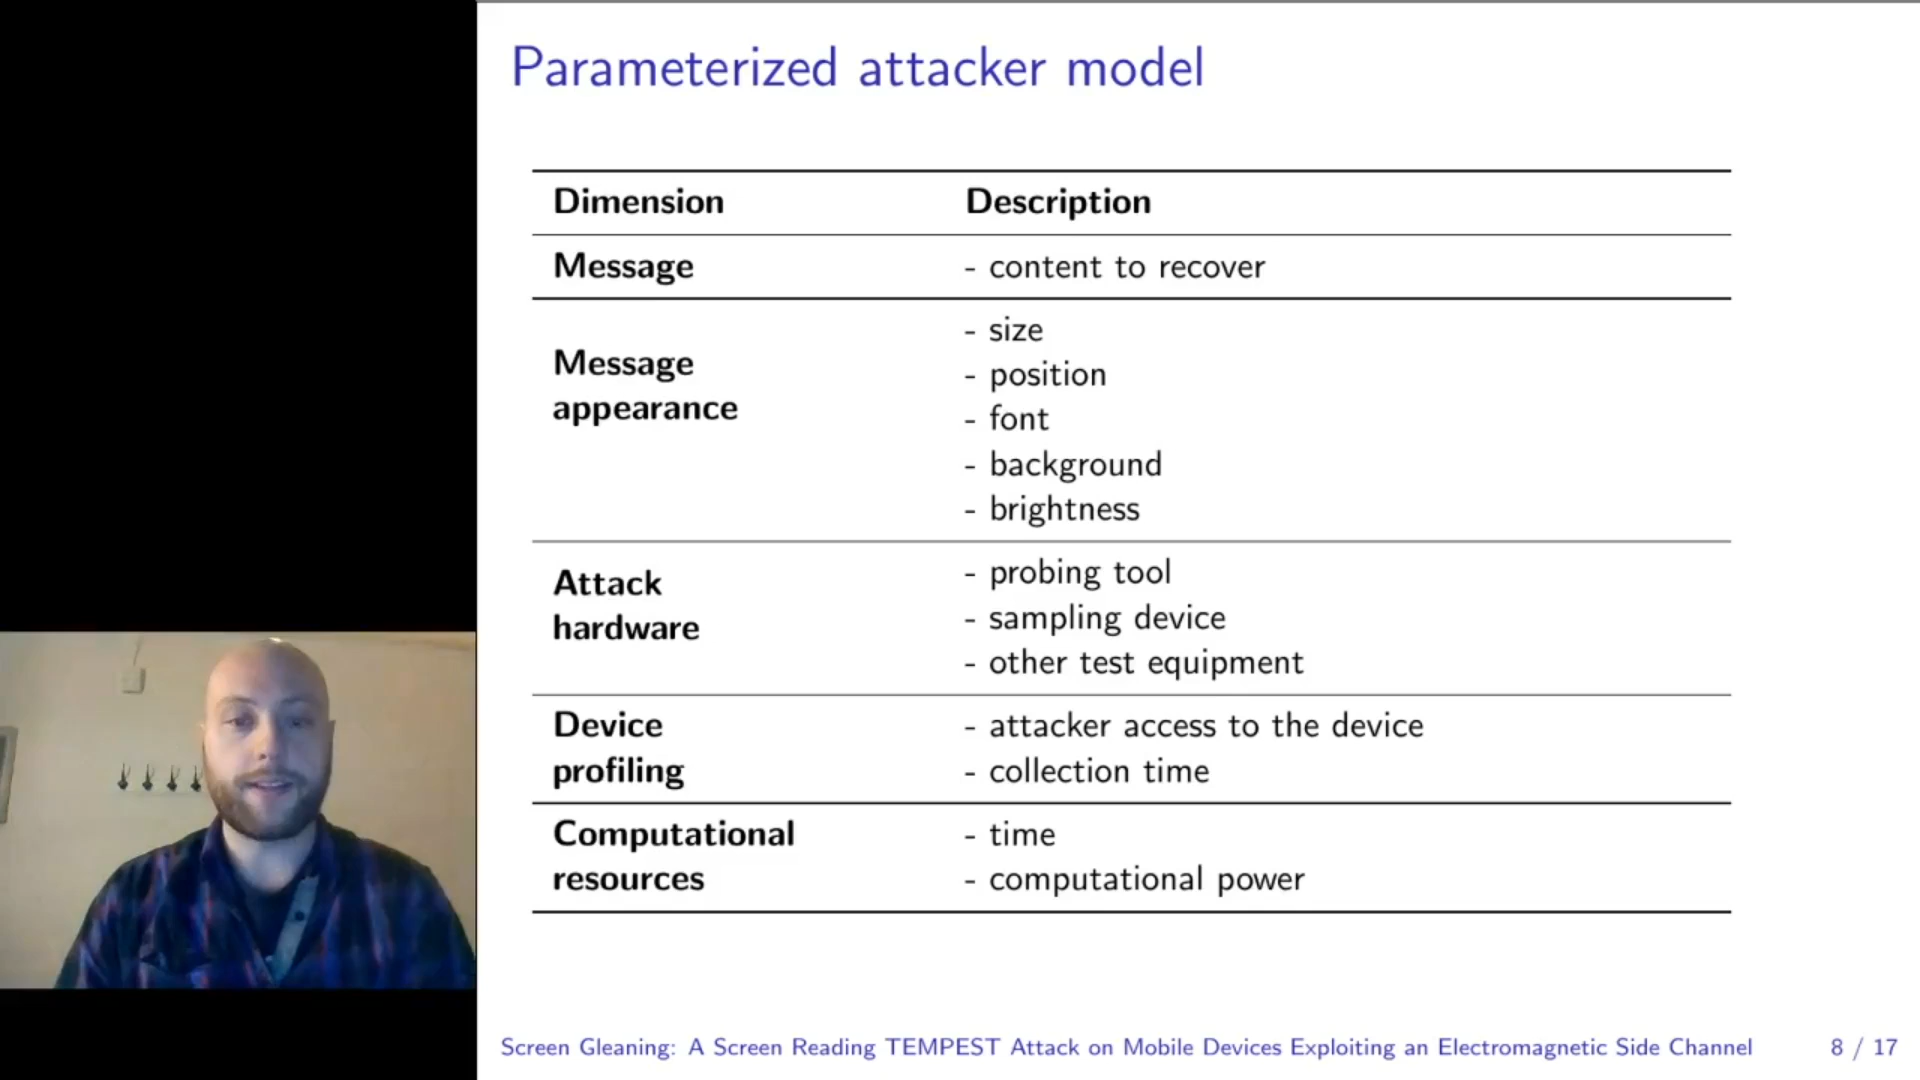 Parameterized attacker model
Dimension Description
Message - content to recover
Message appearance
- size
- position
- font
- background
- brightness
Attack hardware
- probing tool
- sampling device
- other test equipment
Device profiling
- attacker access to the device
- collection time
Computational resources
- time
- computational power
Screen Gleaning: A Screen Reading TEMPEST Attack on Mobile Devices Exploiting an Electromagnetic Side Channel 8 / 17